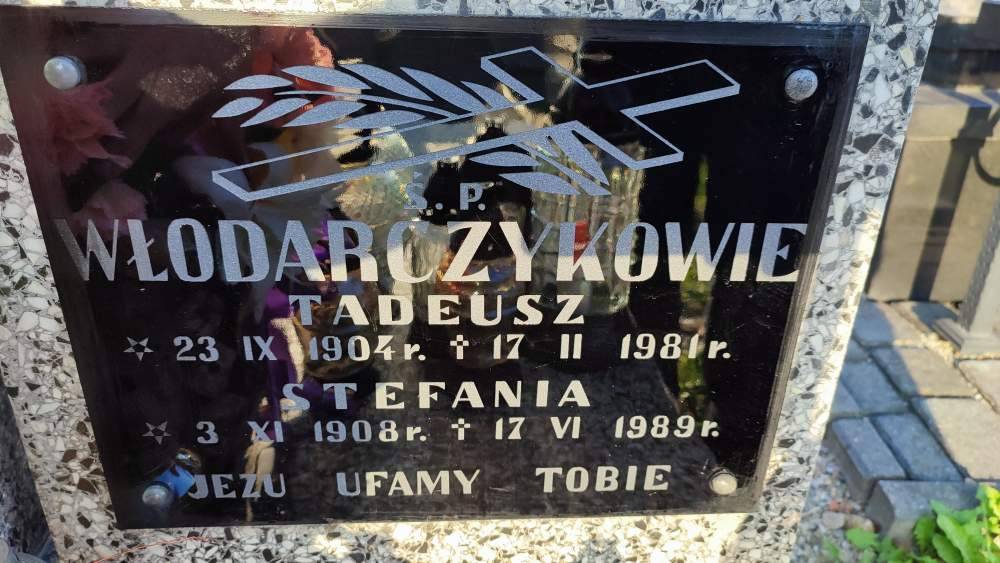 Ś. P.
WŁODARCZYKOWIE
TADEUSZ
* 23 IX 1904 r. † 17 II 1981 r.
STEFANIA
* 3 XI 1908 r. † 17 VI 1989 r.
JEZU UFAMY TOBIE